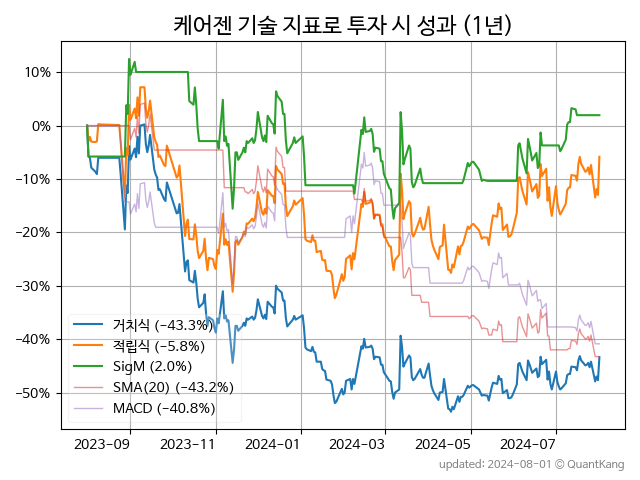 케어젠 기술 지표로 투자 시 성과 (1년)
10%
0%
−10%
−20%
−30%
−40%
−50%
거치식 (−43.3%)
적립식 (−5.8%)
SigM (2.0%)
SMA(20) (−43.2%)
MACD (−40.8%)
2023−09 2023−11 2024−01 2024−03 2024−05 2024−07
updated: 2024−08−01 © QuantKang